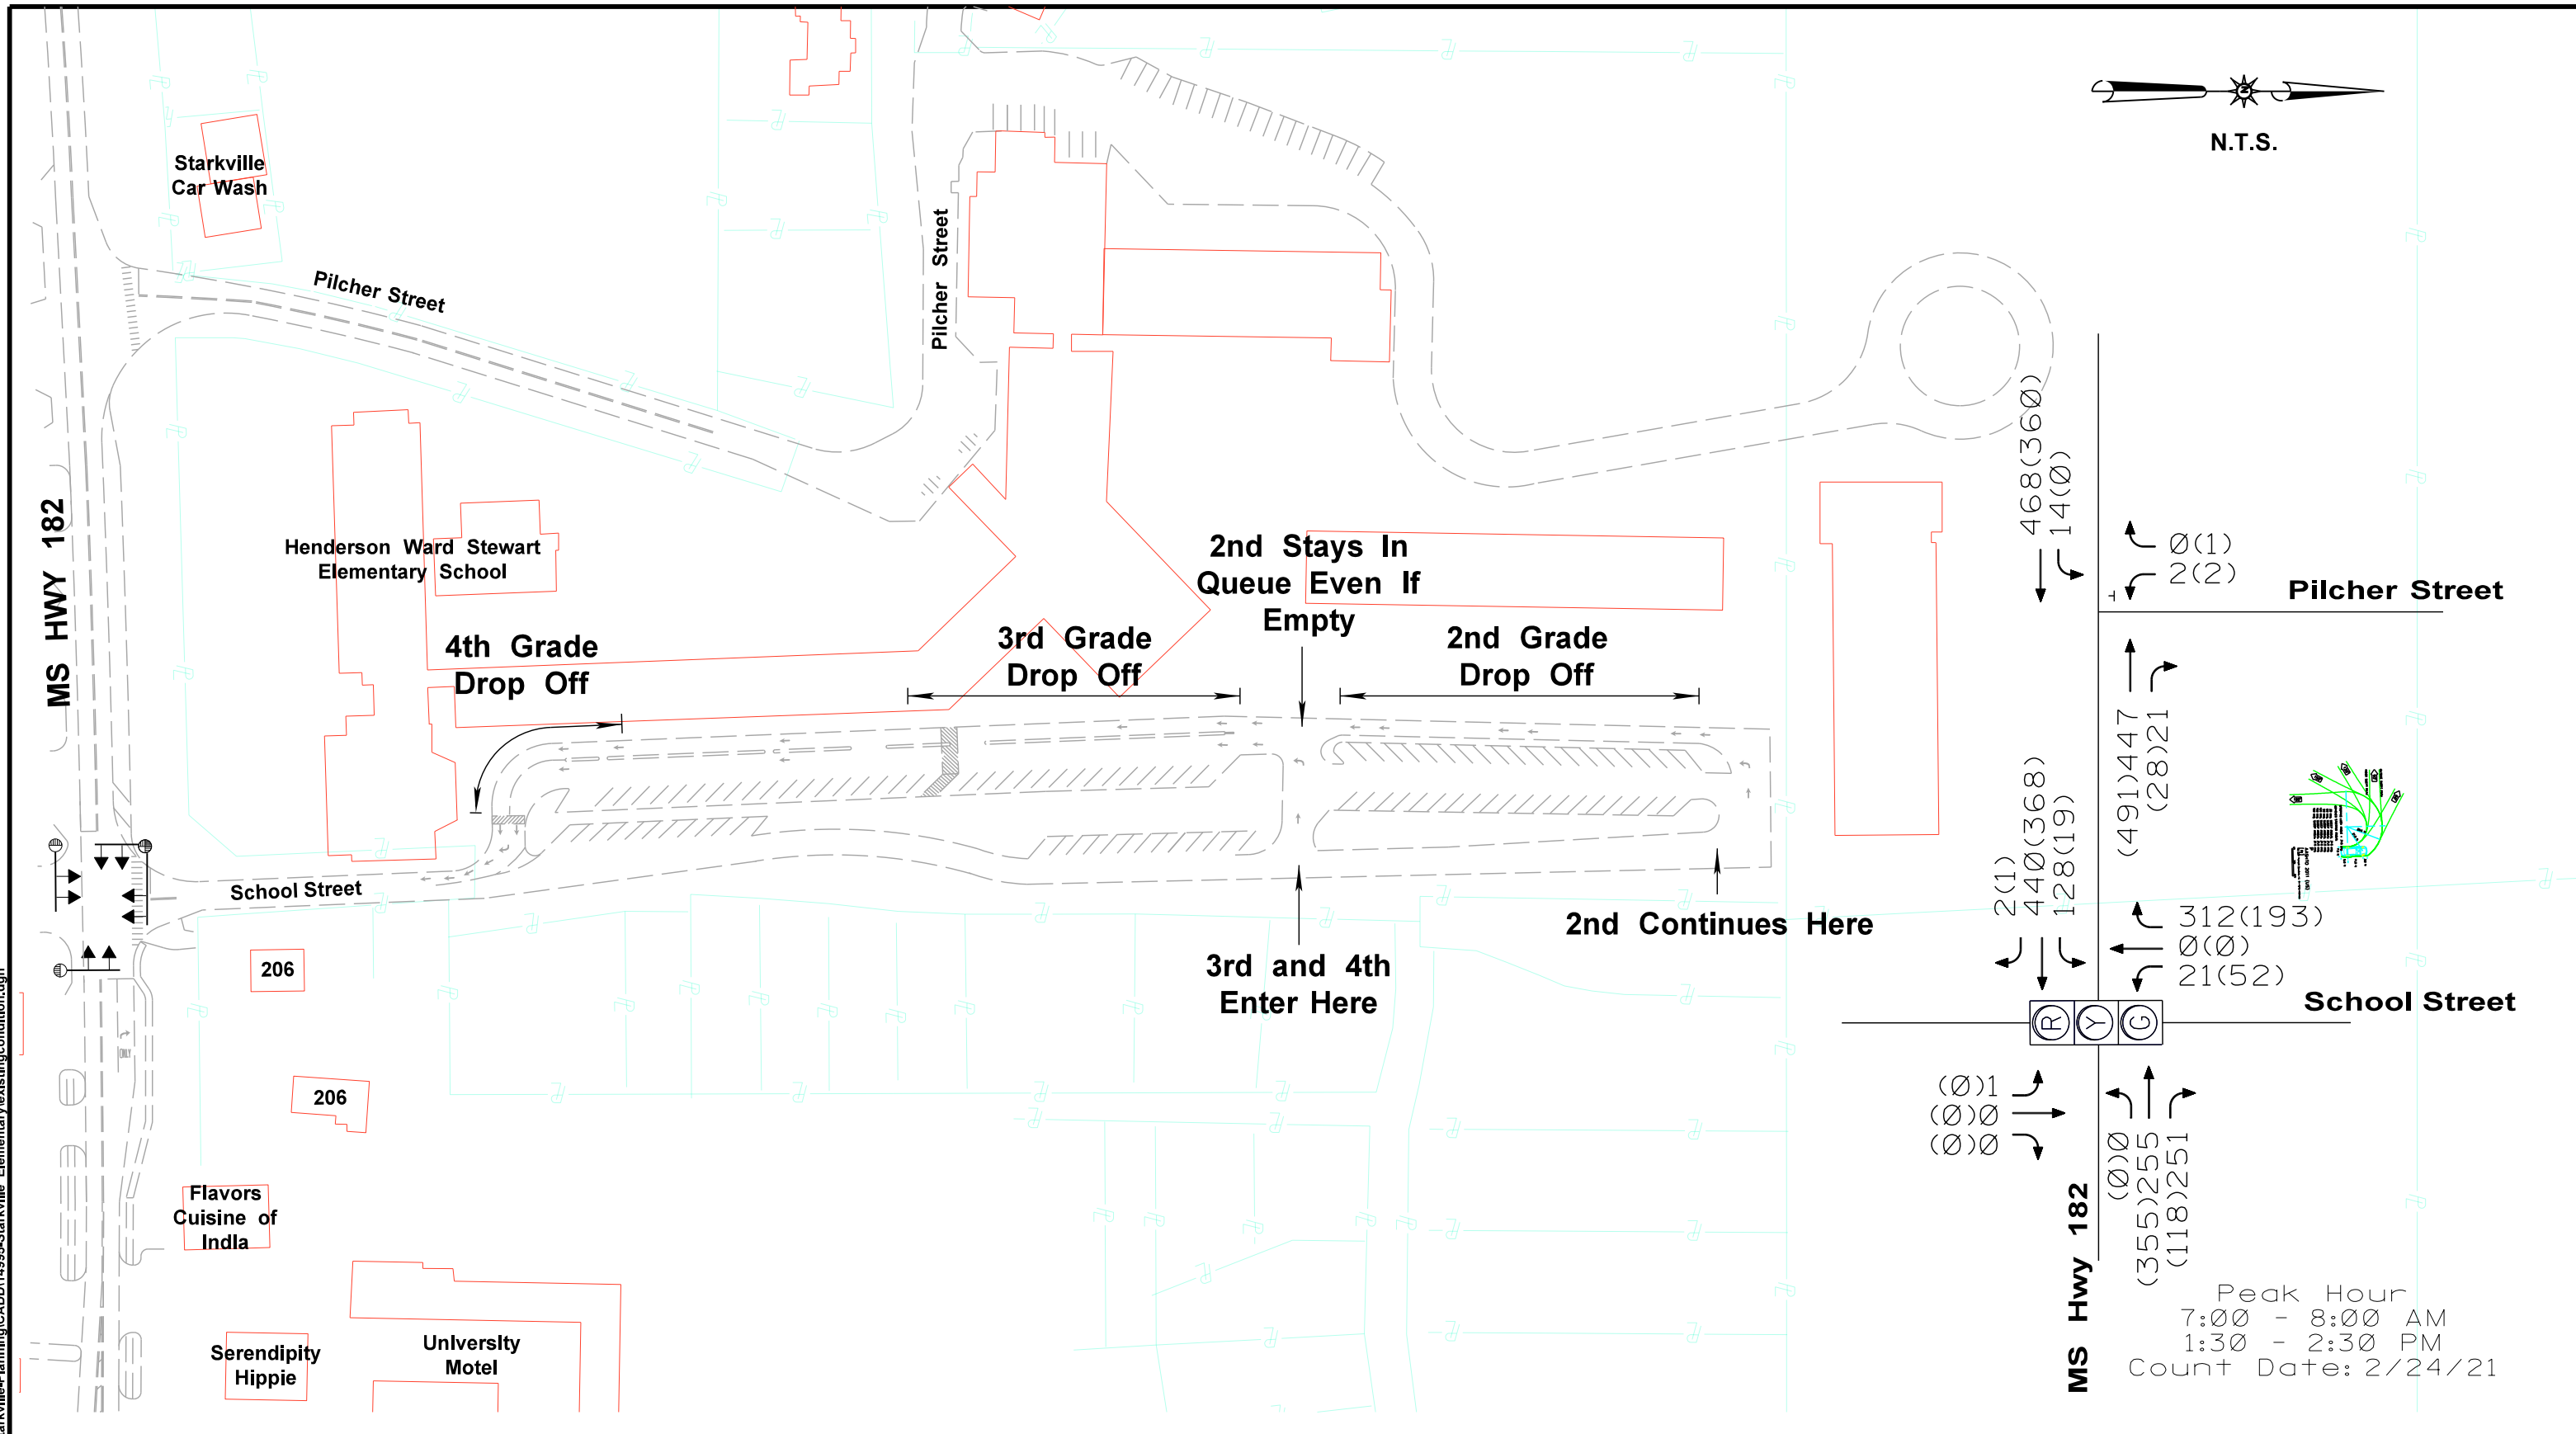 Starkville
Car Wash
Pilcher Street
Pilcher Street
N.T.S.
MS HWY 182
Henderson Ward Stewart
Elementary School
4th Grade
Drop Off
3rd Grade
Drop Off
2nd Stays In
Queue Even If
Empty
2nd Grade
Drop Off
School Street
2nd Continues Here
3rd and 4th
Enter Here
206
206
ONLY
Flavors
Cuisine of
India
Serendipity
Hippie
University
Motel
468(360)
14(0)
0(1)
2(2)
Pilcher Street
(491)447
(28)21
2(1)
440(368)
128(19)
312(193)
0(0)
21(52)
School Street
R Y G
(0)1
(0)0
(0)0
(0)0
(355)255
(118)251
MS Hwy 182
Peak Hour
7:00 - 8:00 AM
1:30 - 2:30 PM
Count Date: 2/24/21